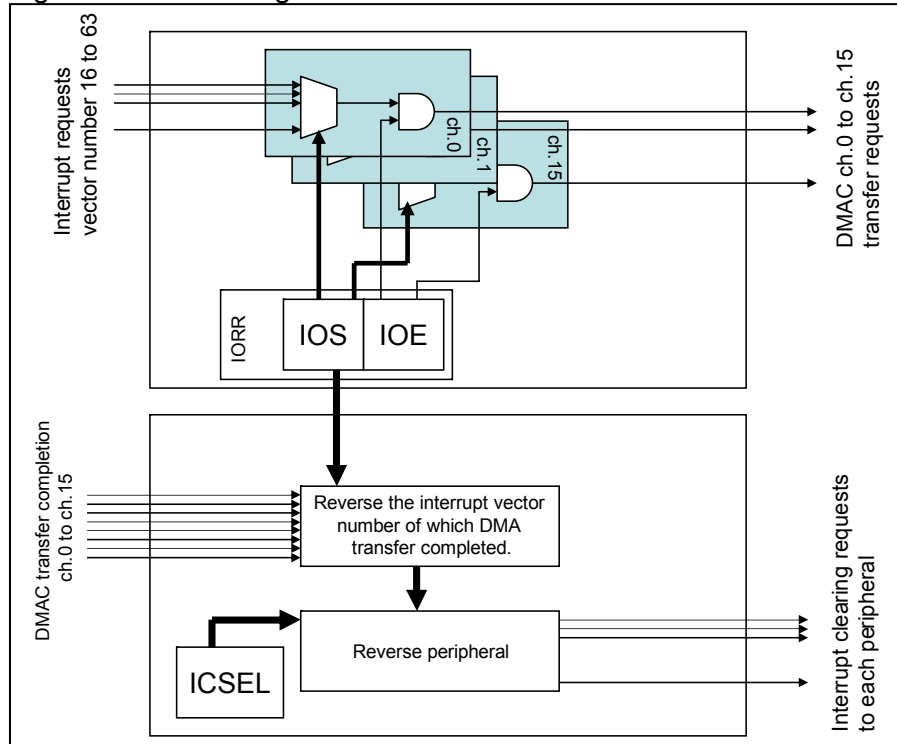 Interrupt requests
vector number 16 to 63
ch.0
ch.1
ch.15
DMAC ch.0 to ch.15
transfer requests
IORR
IOS
IOE
DMAC transfer completion
ch.0 to ch.15
Reverse the interrupt vector
number of which DMA
transfer completed.
Reverse peripheral
ICSEL
Interrupt clearing requests
to each peripheral